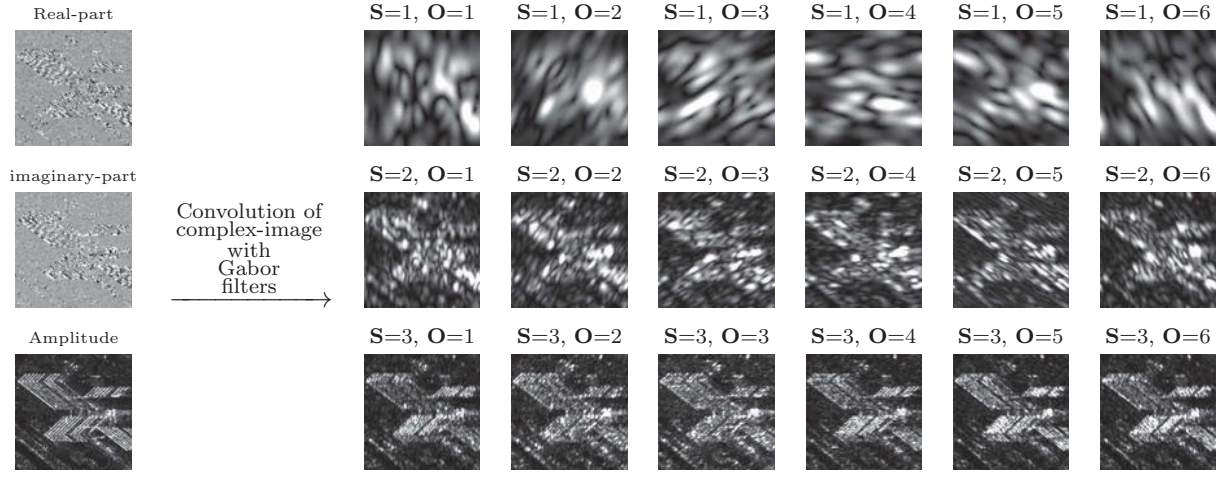 Real-part
S=1, O=1 S=1, O=2 S=1, O=3 S=1, O=4 S=1, O=5 S=1, O=6
imaginary-part
S=2, O=1 S=2, O=2 S=2, O=3 S=2, O=4 S=2, O=5 S=2, O=6
Convolution of
complex-image
with
Gabor
filters
Amplitude
S=3, O=1 S=3, O=2 S=3, O=3 S=3, O=4 S=3, O=5 S=3, O=6